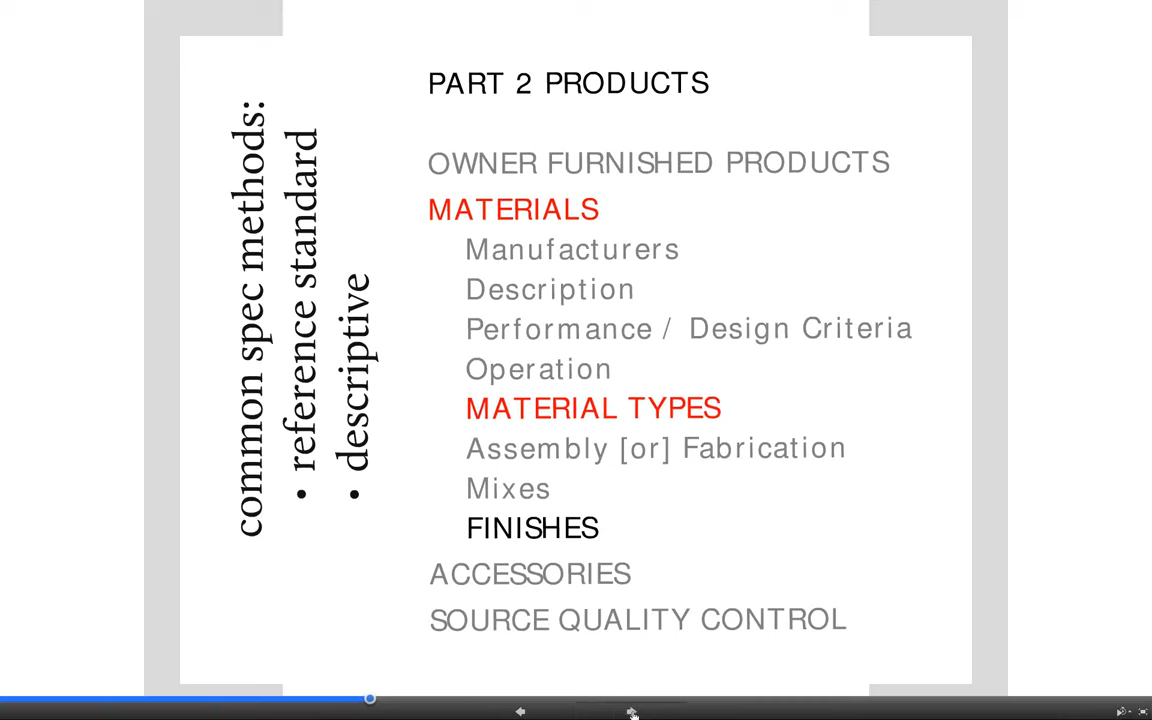 common spec methods:
• reference standard
• descriptive
PART 2 PRODUCTS
OWNER FURNISHED PRODUCTS
MATERIALS
Manufacturers
Description
Performance / Design Criteria
Operation
MATERIAL TYPES
Assembly [or] Fabrication
Mixes
FINISHES
ACCESSORIES
SOURCE QUALITY CONTROL